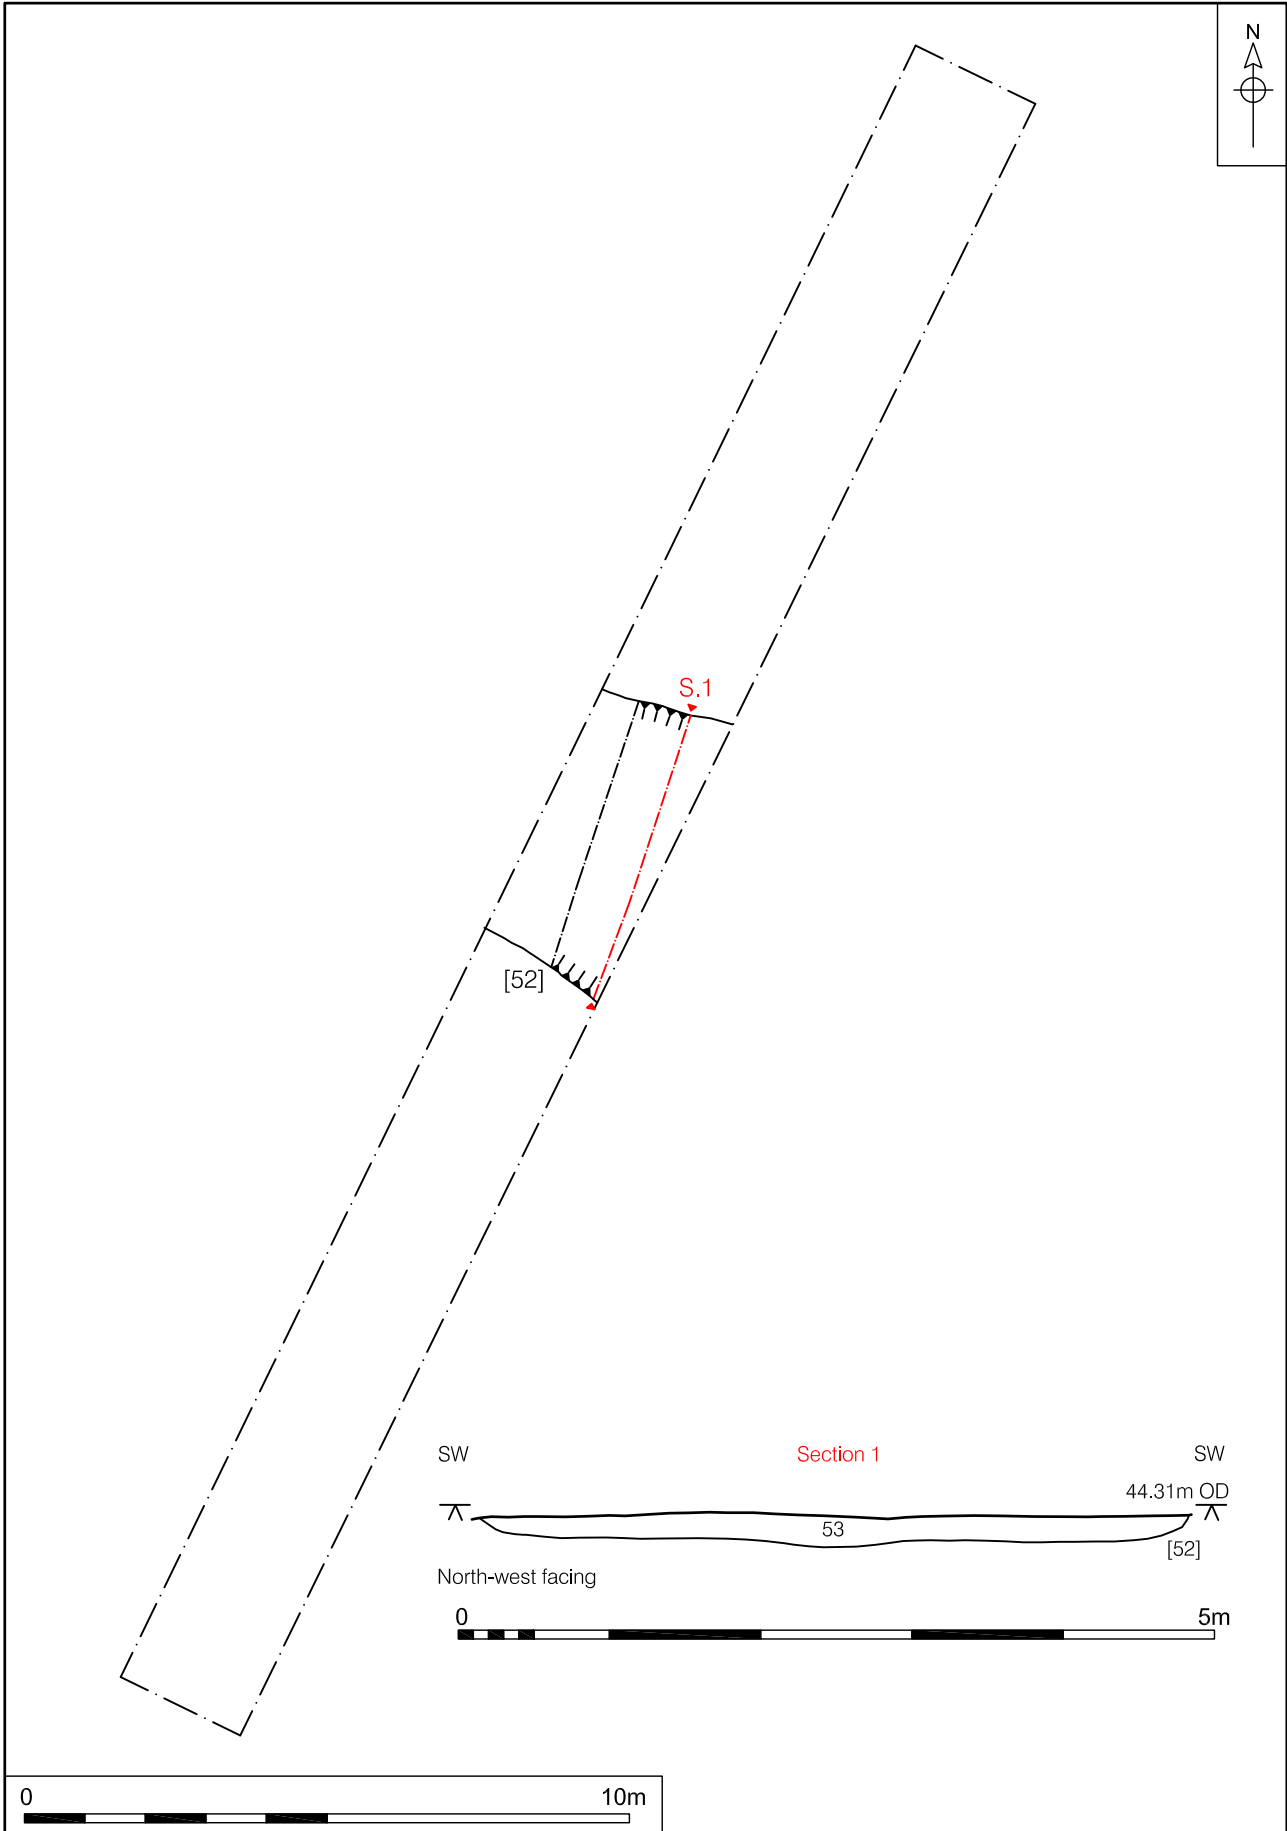 N
S.1
[52]
SW Section 1 SW
44.31m OD
53
[52]
North-west facing
0 5m
0 10m